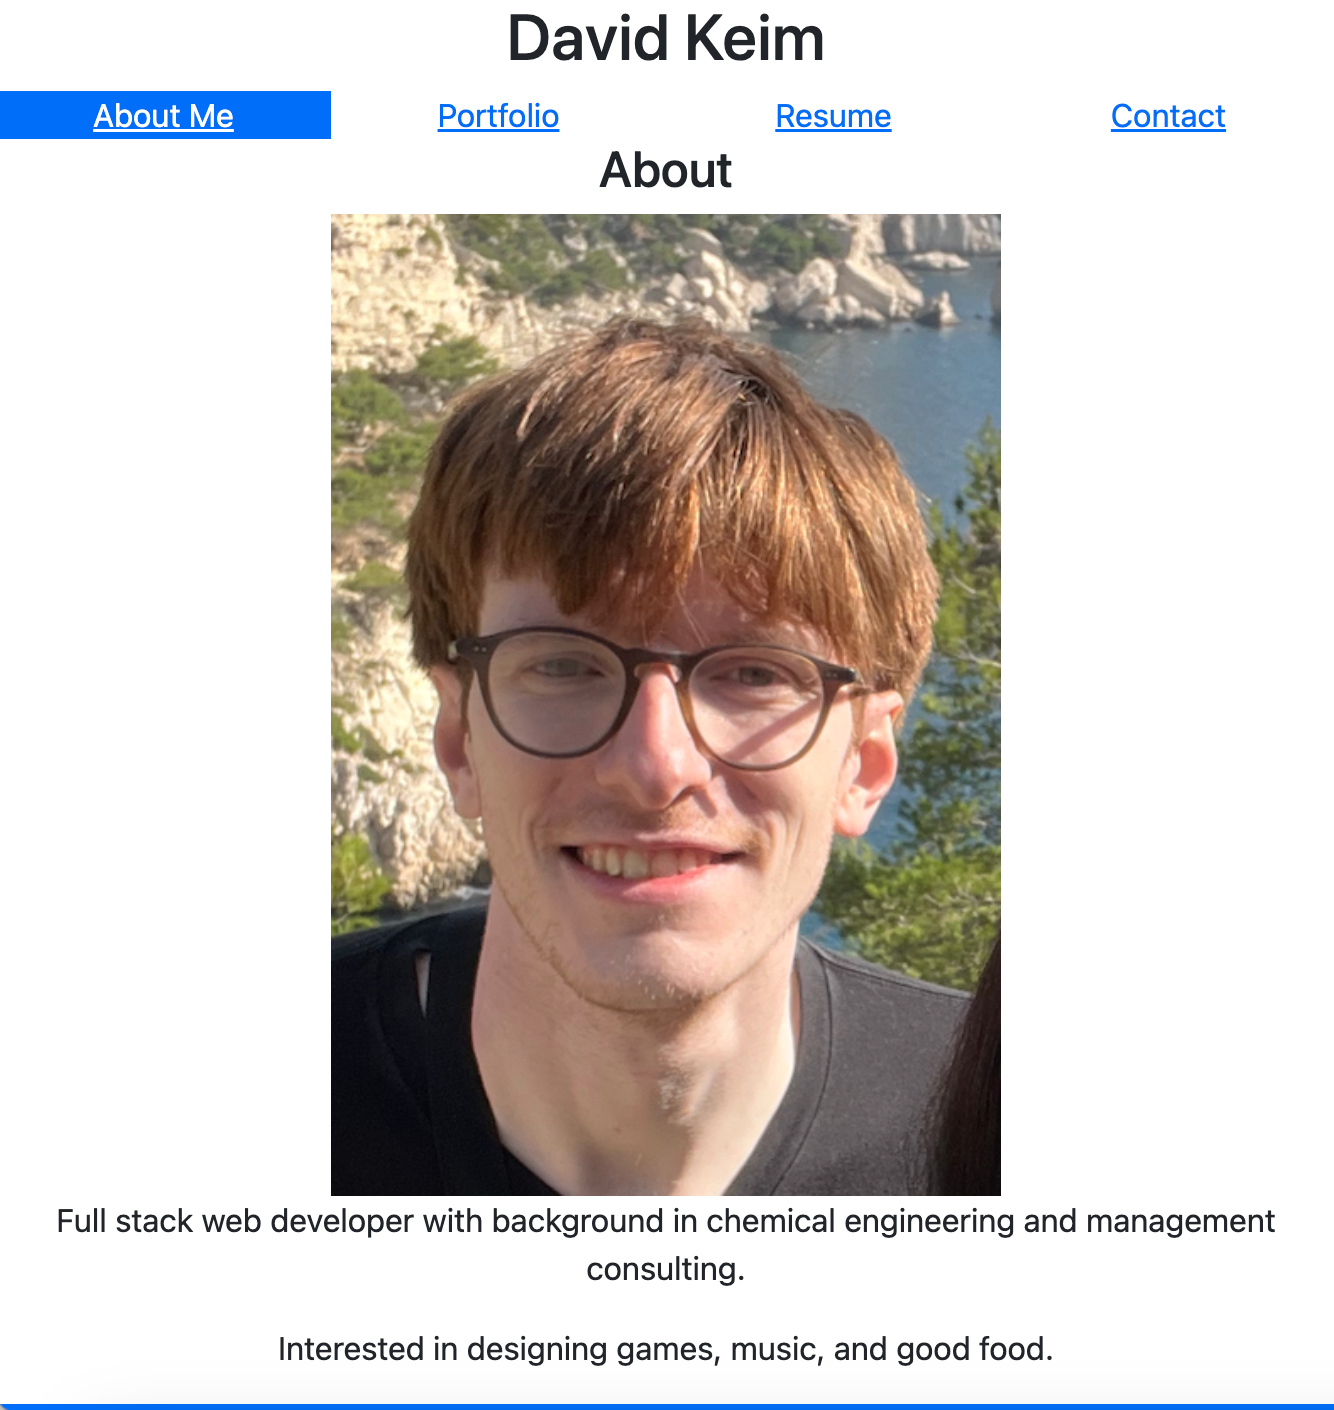 David Keim
About Me Portfolio Resume Contact
About
Full stack web developer with background in chemical engineering and management
consulting.
Interested in designing games, music, and good food.